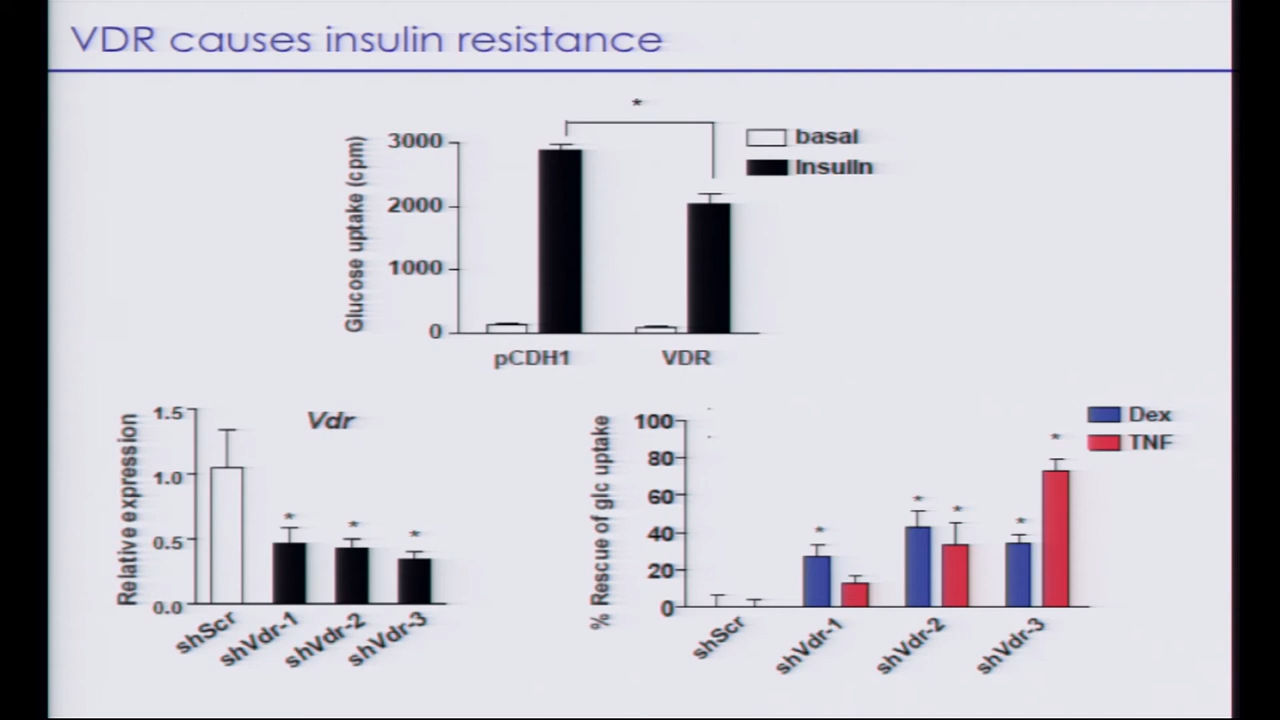 VDR causes insulin resistance
*
basal
insulin
Glucose uptake (cpm)
3000
2000
1000
0
pCDH1
VDR
Vdr
Relative expression
1.5
1.0
0.5
0.0
*
*
*
shScr
shVdr-1
shVdr-2
shVdr-3
Dex
TNF
% Rescue of glc uptake
100
80
60
40
20
0
*
*
*
*
*
shScr
shVdr-1
shVdr-2
shVdr-3